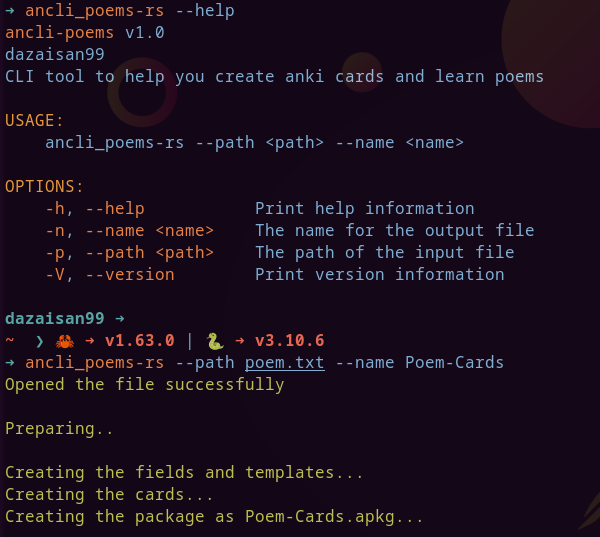 ➜ ancli_poems-rs --help
ancli-poems v1.0
dazaisan99
CLI tool to help you create anki cards and learn poems
USAGE:
    ancli_poems-rs --path <path> --name <name>
OPTIONS:
    -h, --help           Print help information
    -n, --name <name>    The name for the output file
    -p, --path <path>    The path of the input file
    -V, --version        Print version information
dazaisan99 ➜
~  ❯ 🦀 ➜ v1.63.0 | 🐍 ➜ v3.10.6
➜ ancli_poems-rs --path poem.txt --name Poem-Cards
Opened the file successfully
Preparing..
Creating the fields and templates...
Creating the cards...
Creating the package as Poem-Cards.apkg...